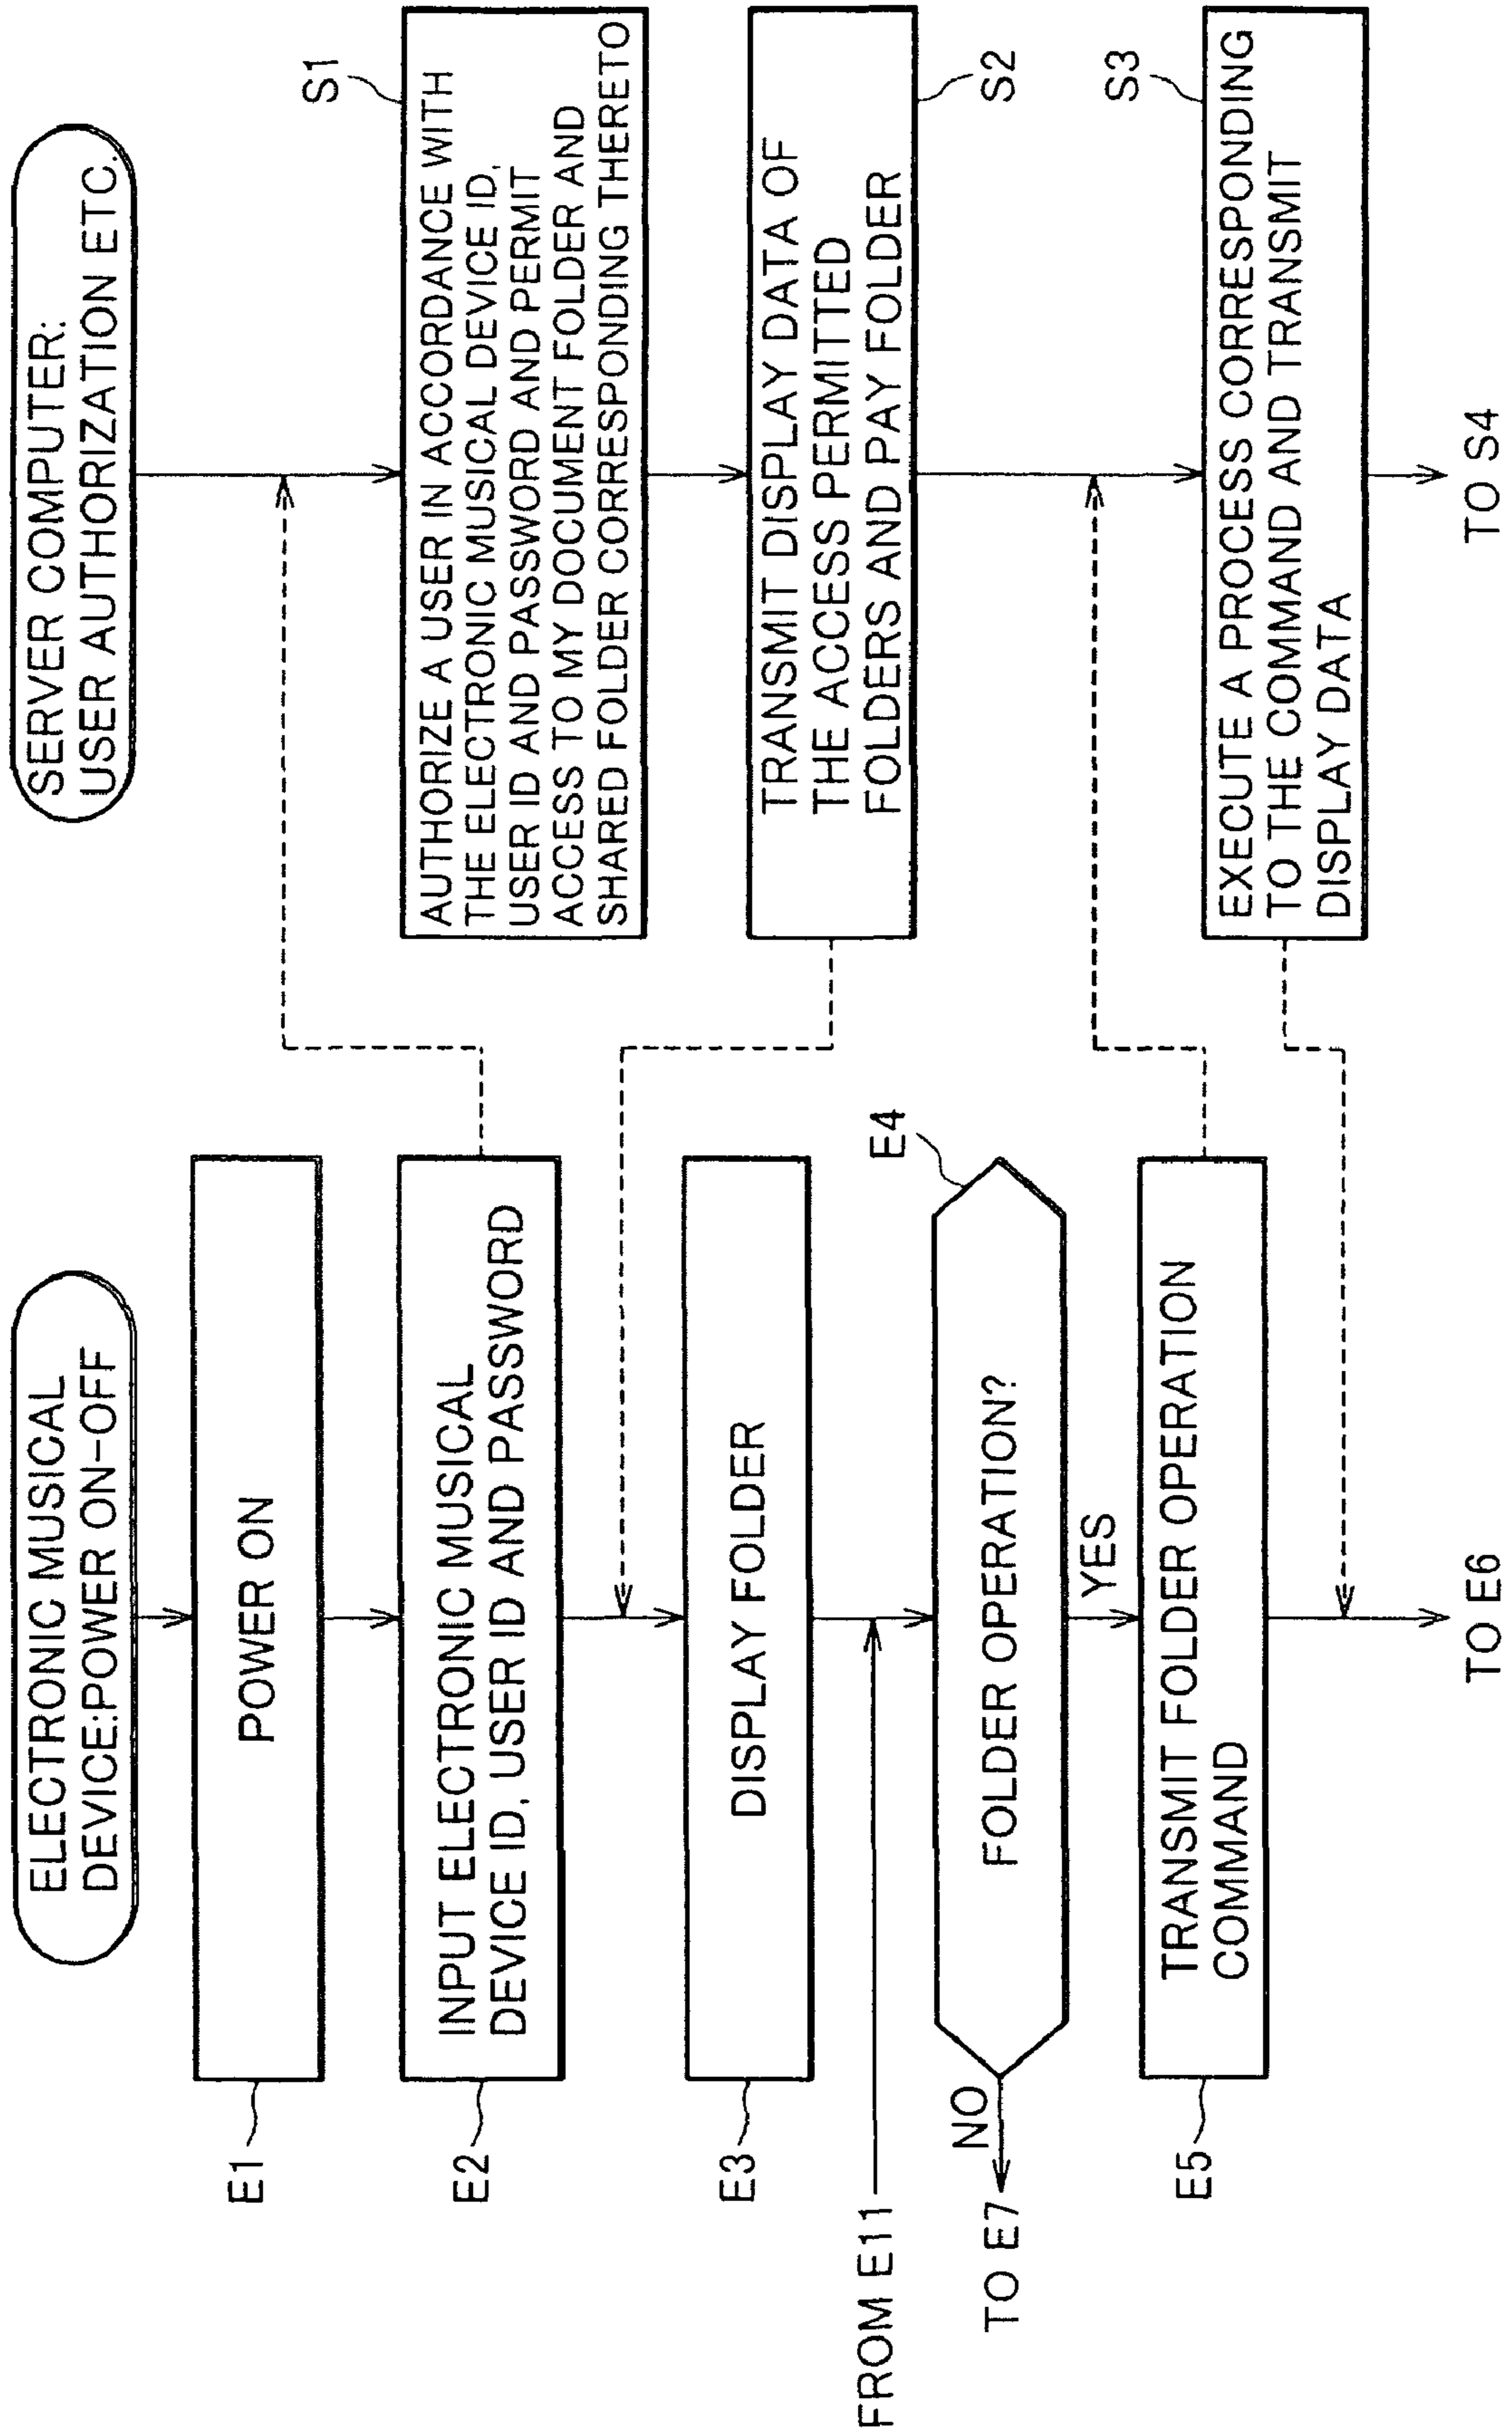 ELECTRONIC MUSICAL
DEVICE:POWER ON-OFF
E1
POWER ON
E2
INPUT ELECTRONIC MUSICAL
DEVICE ID, USER ID AND PASSWORD
E3
DISPLAY FOLDER
FROM E11
E4
FOLDER OPERATION?
NO
TO E7
YES
E5
TRANSMIT FOLDER OPERATION
COMMAND
TO E6
SERVER COMPUTER:
USER AUTHORIZATION ETC.
S1
AUTHORIZE A USER IN ACCORDANCE WITH
THE ELECTRONIC MUSICAL DEVICE ID,
USER ID AND PASSWORD AND PERMIT
ACCESS TO MY DOCUMENT FOLDER AND
SHARED FOLDER CORRESPONDING THERETO
S2
TRANSMIT DISPLAY DATA OF
THE ACCESS PERMITTED
FOLDERS AND PAY FOLDER
S3
EXECUTE A PROCESS CORRESPONDING
TO THE COMMAND AND TRANSMIT
DISPLAY DATA
TO S4